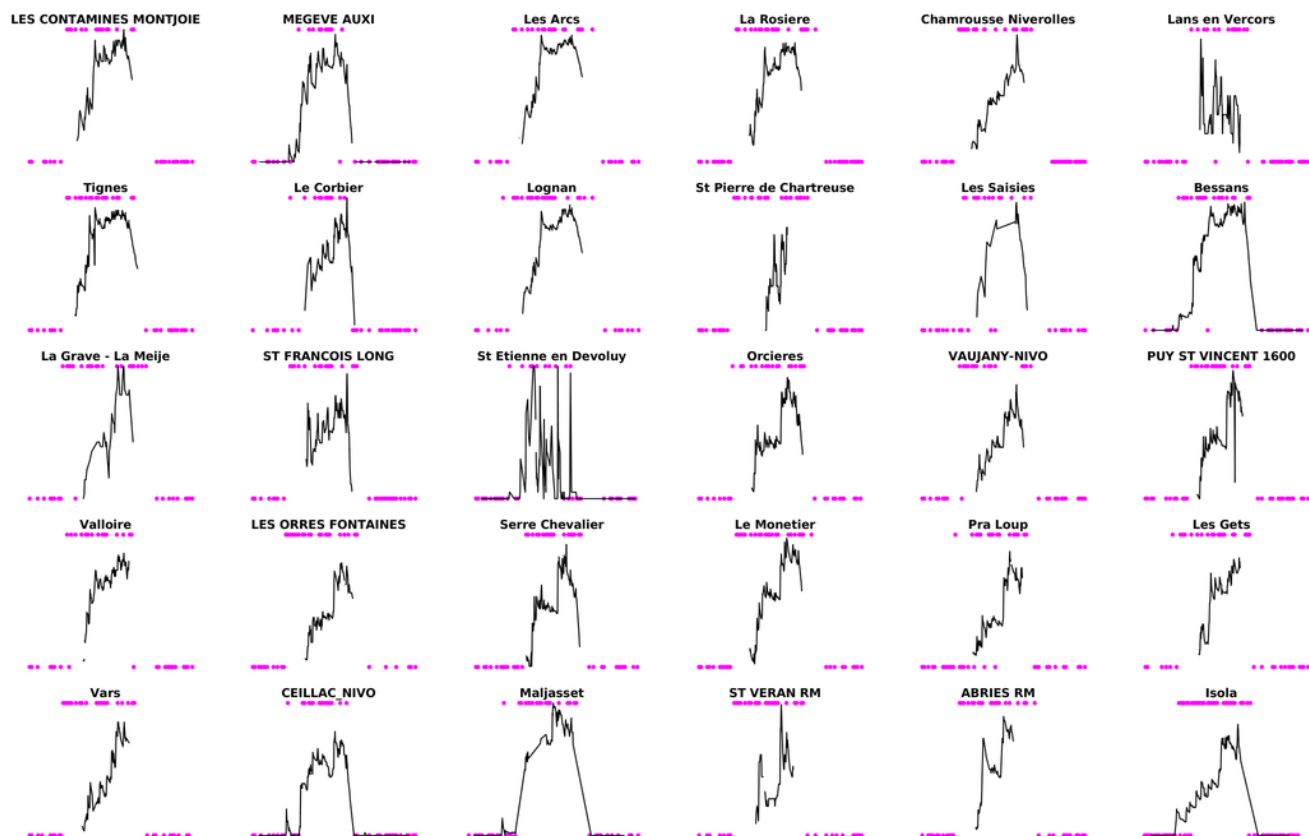 LES CONTAMINES MONTJOIE MEGEVE AUXI Les Arcs La Rosiere Chamrousse Niverolles Lans en Vercors
Tignes Le Corbier Lognan St Pierre de Chartreuse Les Saisies Bessans
La Grave - La Meije ST FRANCOIS LONG St Etienne en Devoluy Orcieres VAUJANY-NIVO PUY ST VINCENT 1600
Valloire LES ORRES FONTAINES Serre Chevalier Le Monetier Pra Loup Les Gets
Vars CEILLAC_NIVO Maljasset ST VERAN RM ABRIES RM Isola